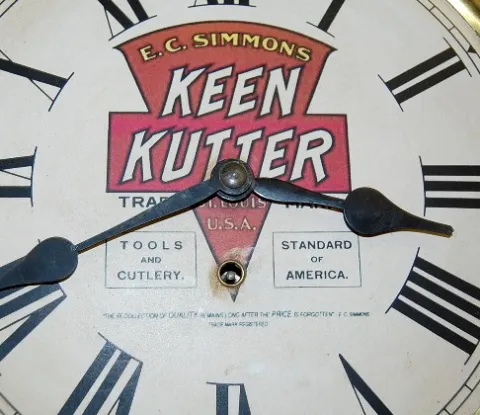 E. C. SIMMONS
KEEN
KUTTER
ST. LOUIS
U.S.A.
TOOLS
AND
CUTLERY.
STANDARD
OF
AMERICA.
"THE RECOLLECTION OF QUALITY REMAINS LONG AFTER THE PRICE IS FORGOTTEN" E. C. SIMMONS
TRADE MARK REGISTERED